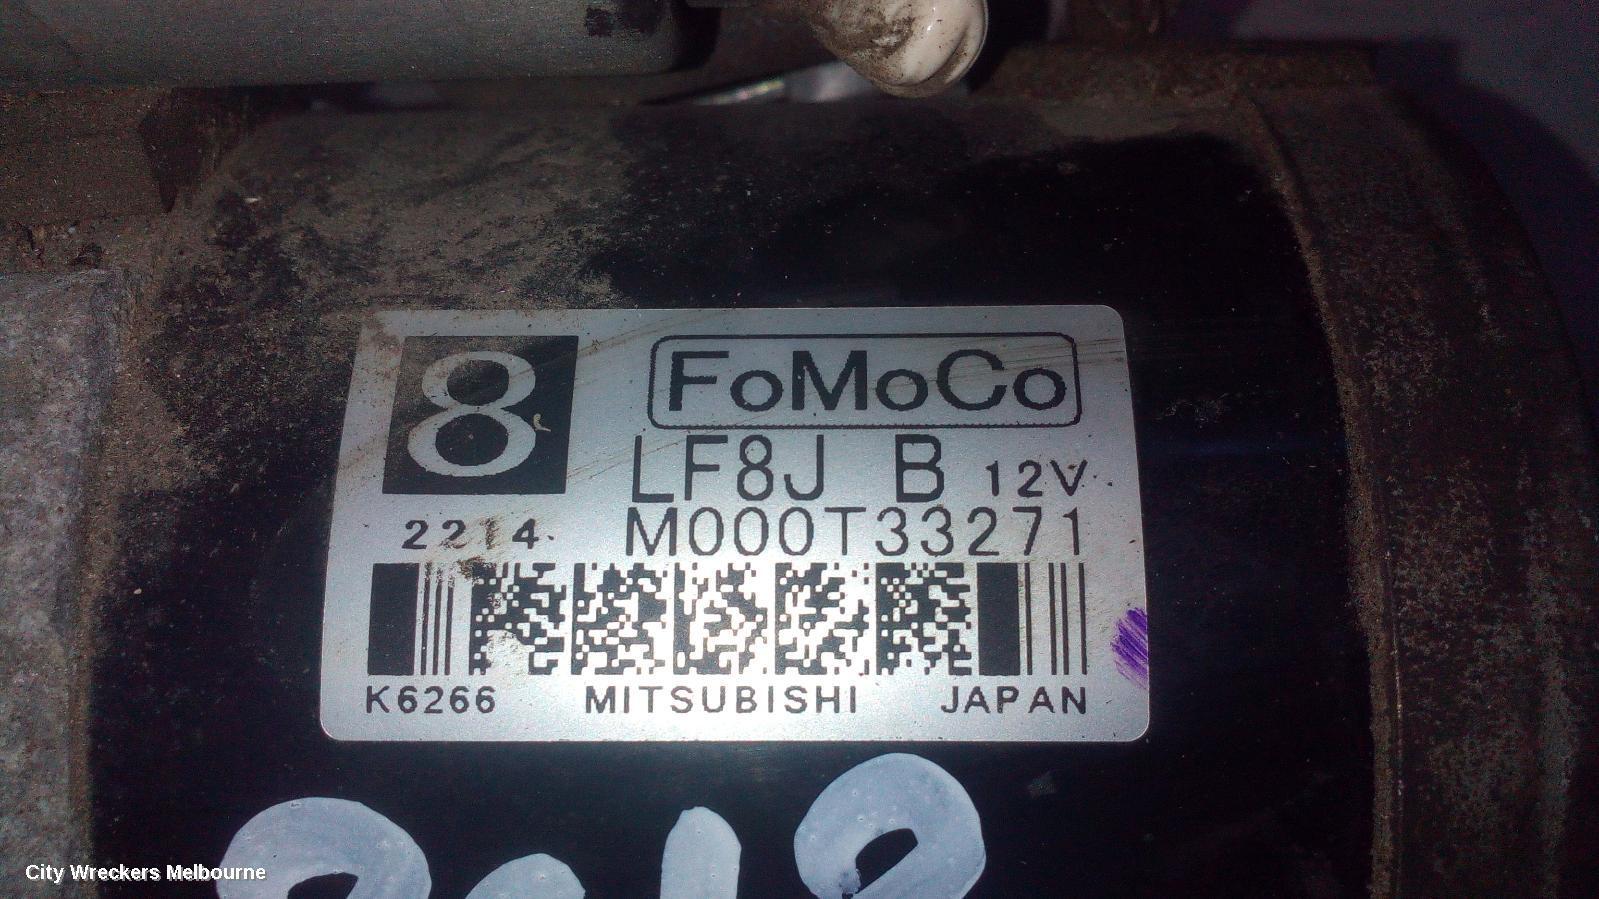 8
FoMoCo
LF8J B 12V
2214 M000T33271
K6266 MITSUBISHI JAPAN
City Wreckers Melbourne